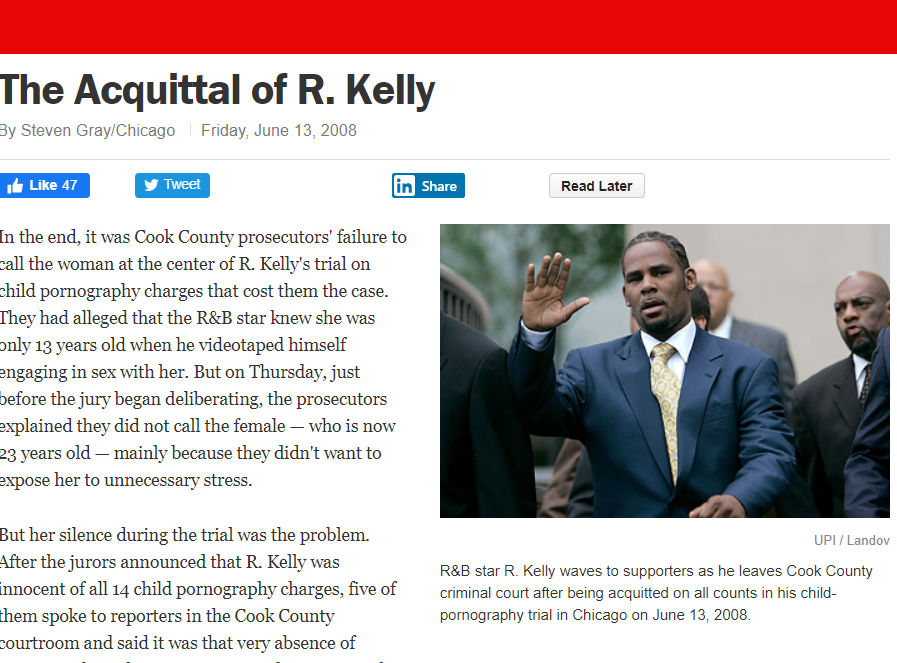 The Acquittal of R. Kelly
By Steven Gray/Chicago Friday, June 13, 2008
Like 47 Tweet Share Read Later
In the end, it was Cook County prosecutors' failure to
call the woman at the center of R. Kelly's trial on
child pornography charges that cost them the case.
They had alleged that the R&B star knew she was
only 13 years old when he videotaped himself
engaging in sex with her. But on Thursday, just
before the jury began deliberating, the prosecutors
explained they did not call the female — who is now
23 years old — mainly because they didn't want to
expose her to unnecessary stress.
But her silence during the trial was the problem.
After the jurors announced that R. Kelly was
innocent of all 14 child pornography charges, five of
them spoke to reporters in the Cook County
courtroom and said it was that very absence of
UPI / Landov
R&B star R. Kelly waves to supporters as he leaves Cook County
criminal court after being acquitted on all counts in his child-
pornography trial in Chicago on June 13, 2008.